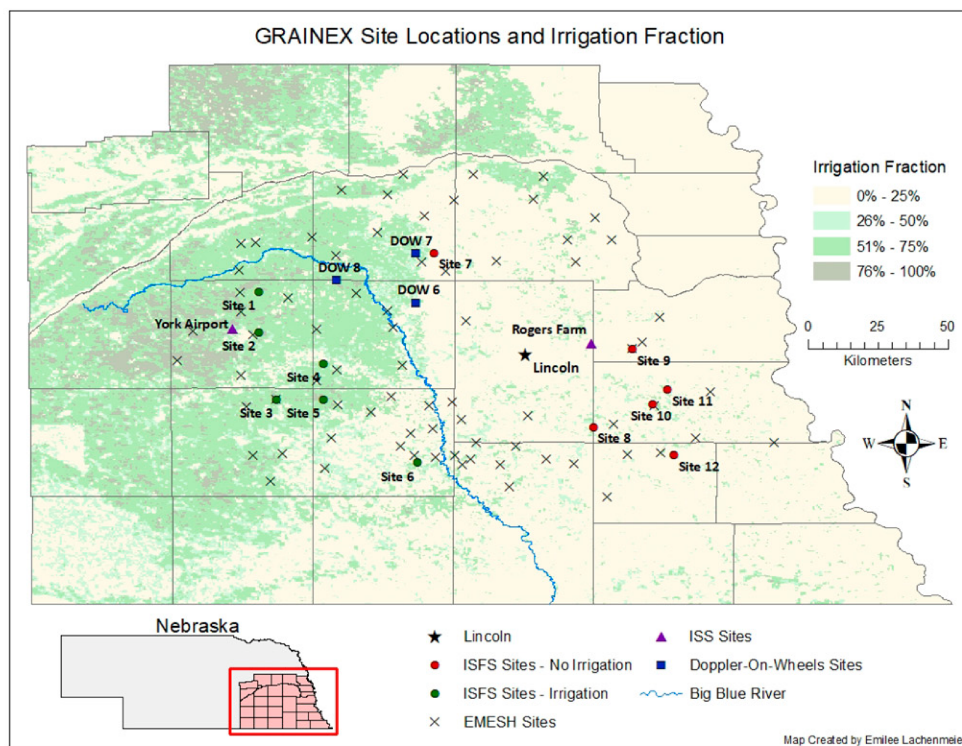 GRAINEX Site Locations and Irrigation Fraction
Irrigation Fraction
0% - 25%
26% - 50%
51% - 75%
76% - 100%
DOW 7
Site 7
DOW 8
DOW 6
Site 1
York Airport
Site 2
Rogers Farm
Lincoln
Site 9
0 25 50
Kilometers
Site 4
Site 3
Site 5
Site 11
Site 10
Site 8
Site 12
Site 6
N
W E
S
Nebraska
Lincoln
ISFS Sites - No Irrigation
ISFS Sites - Irrigation
EMESH Sites
ISS Sites
Doppler-On-Wheels Sites
Big Blue River
Map Created by Emilee Lachenmeie